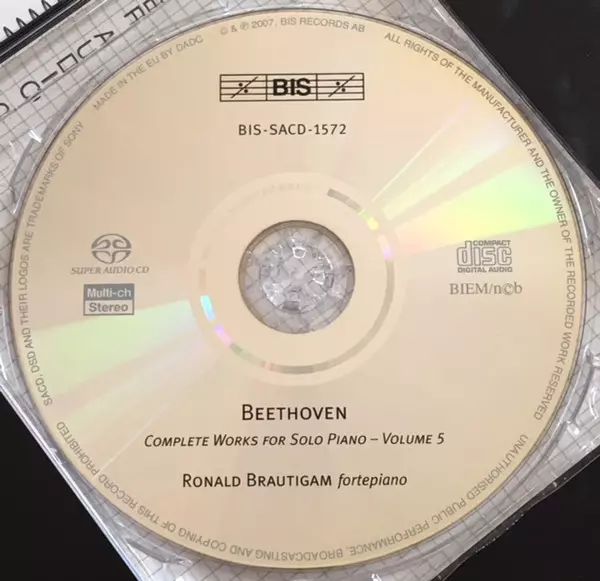 © & ℗ 2007, BIS RECORDS AB
MADE IN THE EU BY DADC
ALL RIGHTS OF THE MANUFACTURER AND THE OWNER OF THE RECORDED WORK RESERVED
BIS
BIS-SACD-1572
SUPER AUDIO CD
Multi-ch
Stereo
COMPACT
disc
DIGITAL AUDIO
BIEM/n©b
BEETHOVEN
COMPLETE WORKS FOR SOLO PIANO – VOLUME 5
RONALD BRAUTIGAM fortepiano
UNAUTHORISED PUBLIC PERFORMANCE, BROADCASTING AND COPYING OF THIS RECORD PROHIBITED
SACD, DSD AND THEIR LOGOS ARE TRADEMARKS OF SONY